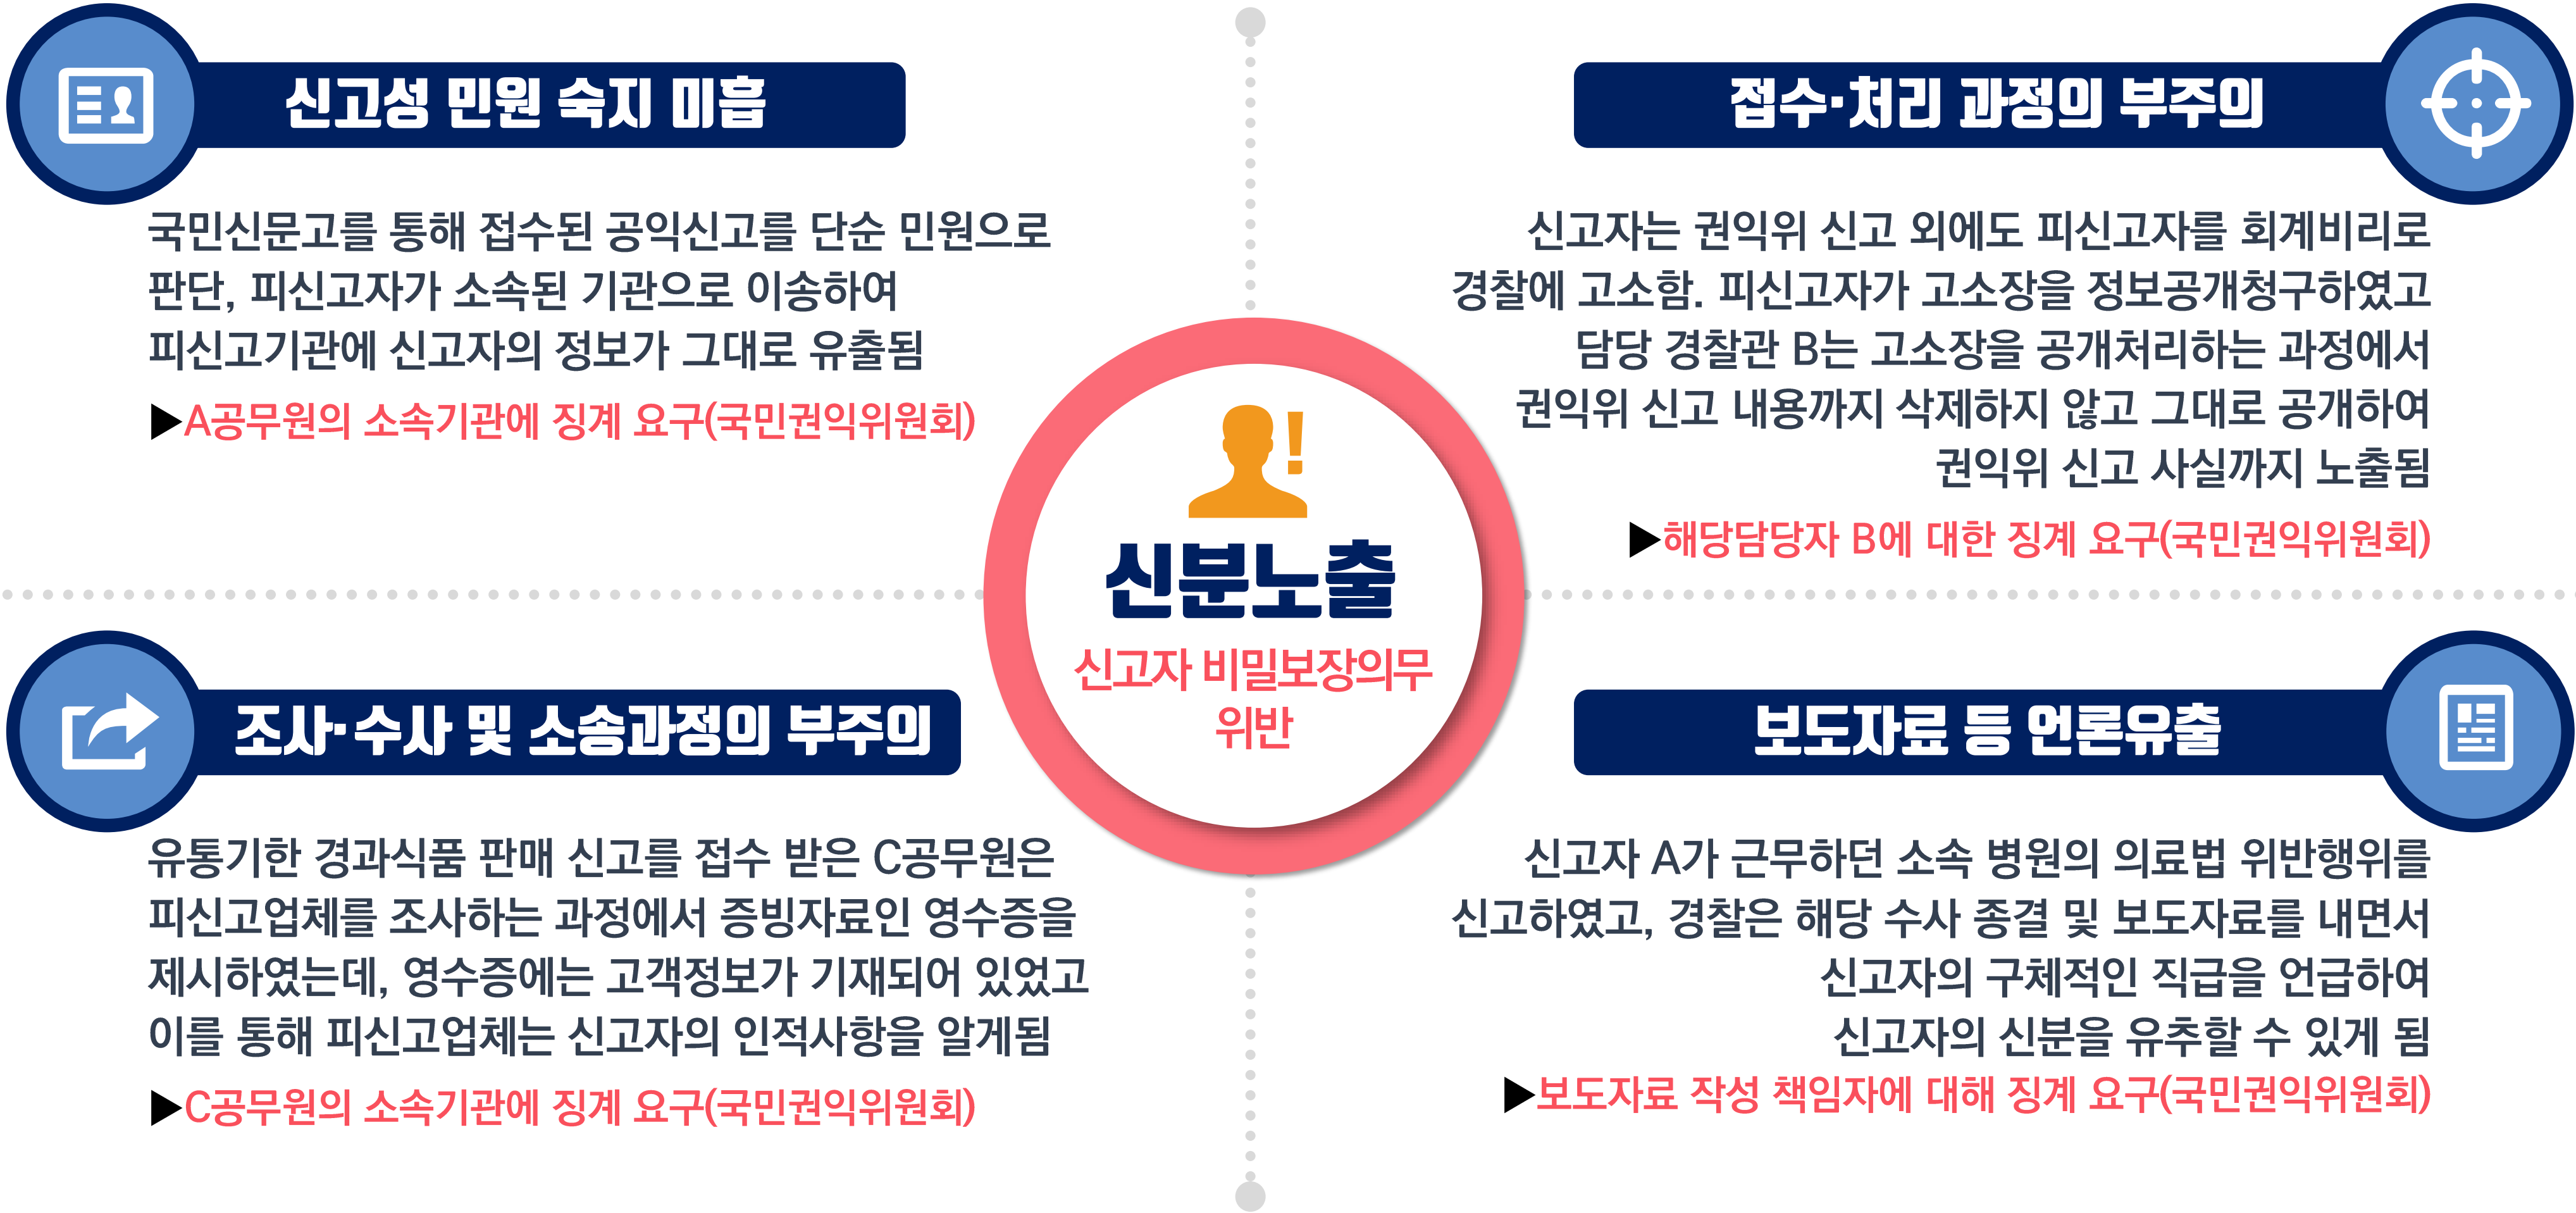 신고성 민원 숙지 미흡
국민신문고를 통해 접수된 공익신고를 단순 민원으로
판단, 피신고자가 소속된 기관으로 이송하여
피신고기관에 신고자의 정보가 그대로 유출됨
▶A공무원의 소속기관에 징계 요구(국민권익위원회)
접수·처리 과정의 부주의
신고자는 권익위 신고 외에도 피신고자를 회계비리로
경찰에 고소함. 피신고자가 고소장을 정보공개청구하였고
담당 경찰관 B는 고소장을 공개처리하는 과정에서
권익위 신고 내용까지 삭제하지 않고 그대로 공개하여
권익위 신고 사실까지 노출됨
▶해당담당자 B에 대한 징계 요구(국민권익위원회)
!
신분노출
신고자 비밀보장의무
위반
조사·수사 및 소송과정의 부주의
유통기한 경과식품 판매 신고를 접수 받은 C공무원은
피신고업체를 조사하는 과정에서 증빙자료인 영수증을
제시하였는데, 영수증에는 고객정보가 기재되어 있었고
이를 통해 피신고업체는 신고자의 인적사항을 알게됨
▶C공무원의 소속기관에 징계 요구(국민권익위원회)
보도자료 등 언론유출
신고자 A가 근무하던 소속 병원의 의료법 위반행위를
신고하였고, 경찰은 해당 수사 종결 및 보도자료를 내면서
신고자의 구체적인 직급을 언급하여
신고자의 신분을 유추할 수 있게 됨
▶보도자료 작성 책임자에 대해 징계 요구(국민권익위원회)